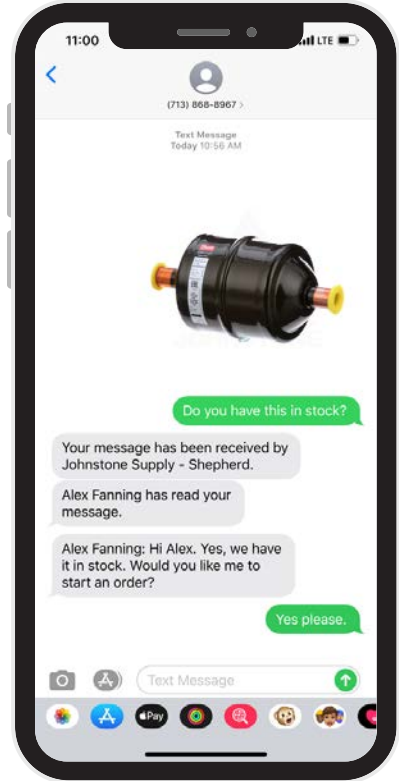 11:00
LTE
(713) 868-8967 >
Text Message
Today 10:56 AM
Do you have this in stock?
Your message has been received by
Johnstone Supply - Shepherd.
Alex Fanning has read your
message.
Alex Fanning: Hi Alex. Yes, we have
it in stock. Would you like me to
start an order?
Yes please.
Text Message
Pay